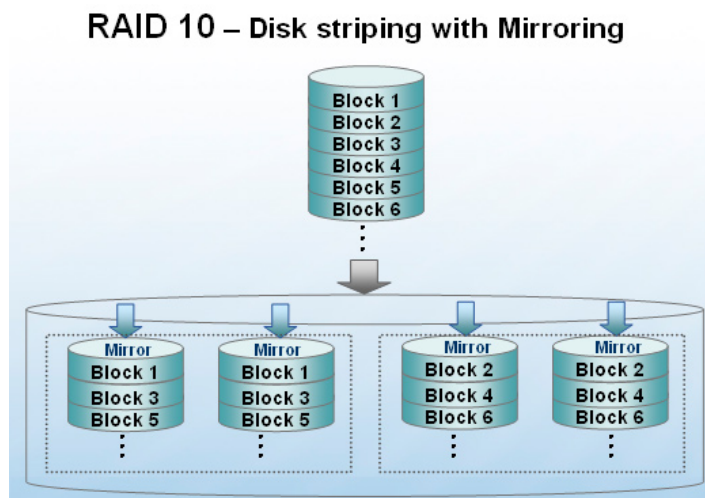 RAID 10 – Disk striping with Mirroring
Block 1
Block 2
Block 3
Block 4
Block 5
Block 6
Mirror Mirror Mirror Mirror
Block 1 Block 1 Block 2 Block 2
Block 3 Block 3 Block 4 Block 4
Block 5 Block 5 Block 6 Block 6